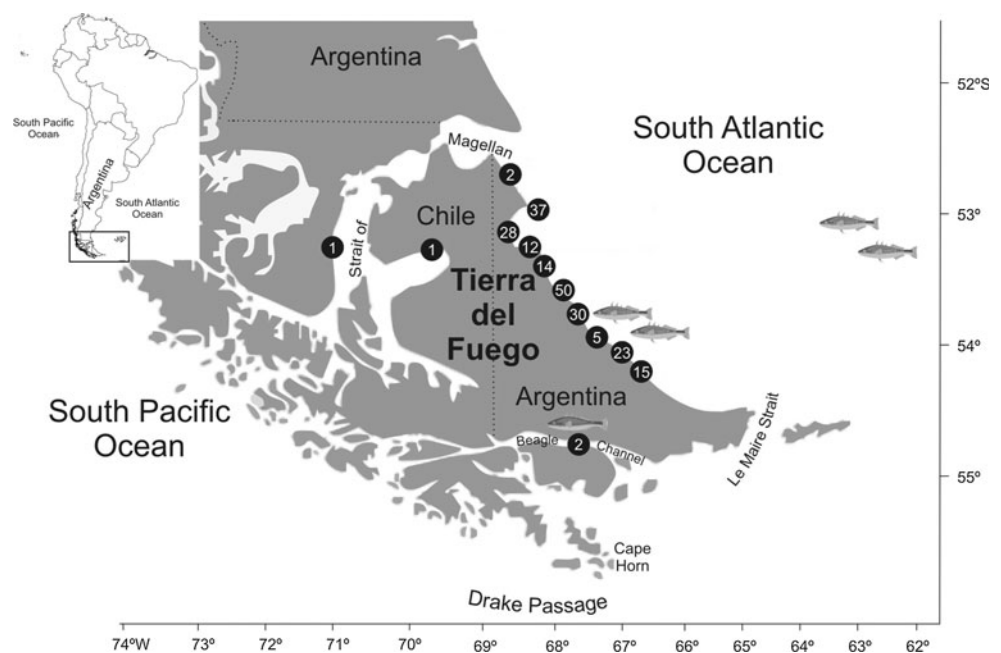 South Pacific
Ocean
Argentina
South Atlantic
Ocean
Argentina
Magellan
Strait of
Chile
Tierra
del
Fuego
Argentina
South Atlantic
Ocean
South Pacific
Ocean
Beagle
Channel
Le Maire Strait
Cape
Horn
Drake Passage
2
37
28
12
14
50
30
5
23
15
1
1
2
52ºS
53º
54º
55º
74ºW
73º
72º
71º
70º
69º
68º
67º
66º
65º
64º
63º
62º